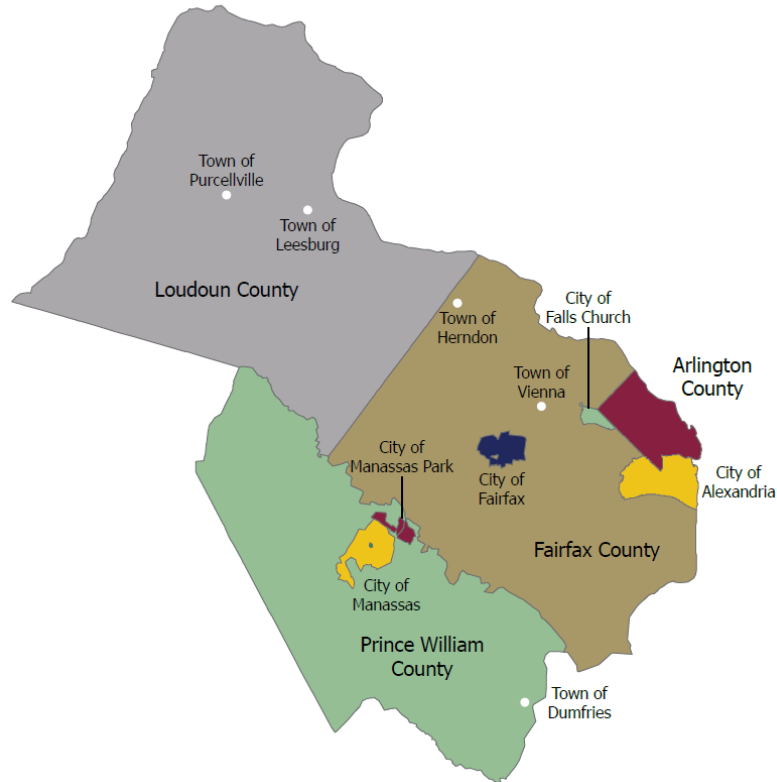 Town of
Purcellville
Town of
Leesburg
Loudoun County
Town of
Herndon
City of
Falls Church
Arlington
County
Town of
Vienna
City of
Manassas Park
City of
Fairfax
City of
Alexandria
Fairfax County
City of
Manassas
Prince William
County
Town of
Dumfries